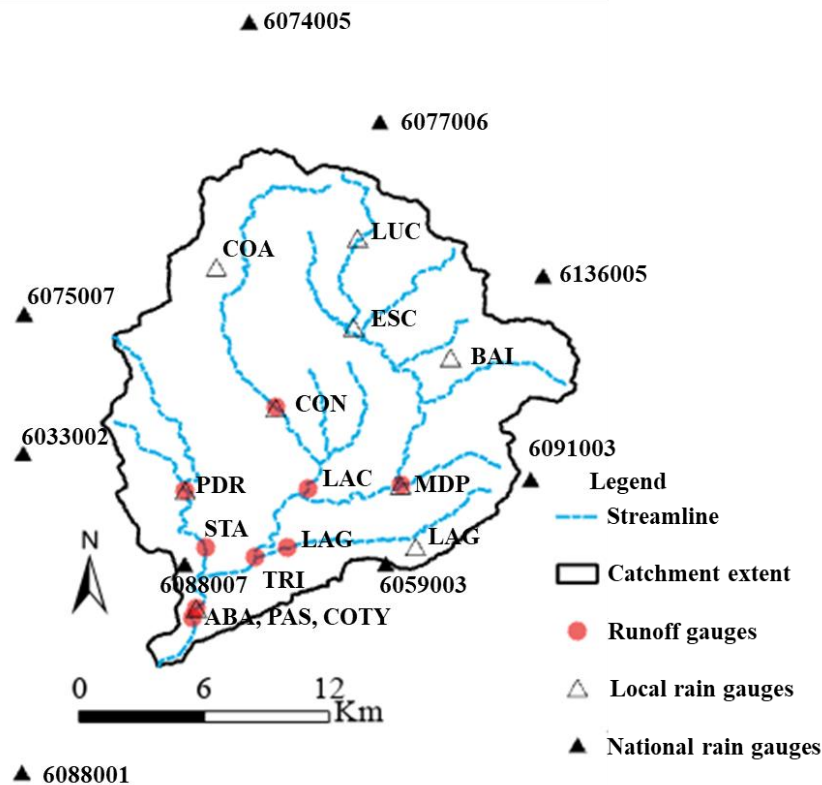 6074005
6077006
LUC
COA
6136005
6075007
ESC
BAI
CON
6033002
6091003
PDR
LAC
MDP
Legend
Streamline
STA
LAG
LAG
N
TRI
6088007
6059003
Catchment extent
ABA, PAS, COTY
Runoff gauges
0 6 12
Km
Local rain gauges
National rain gauges
6088001